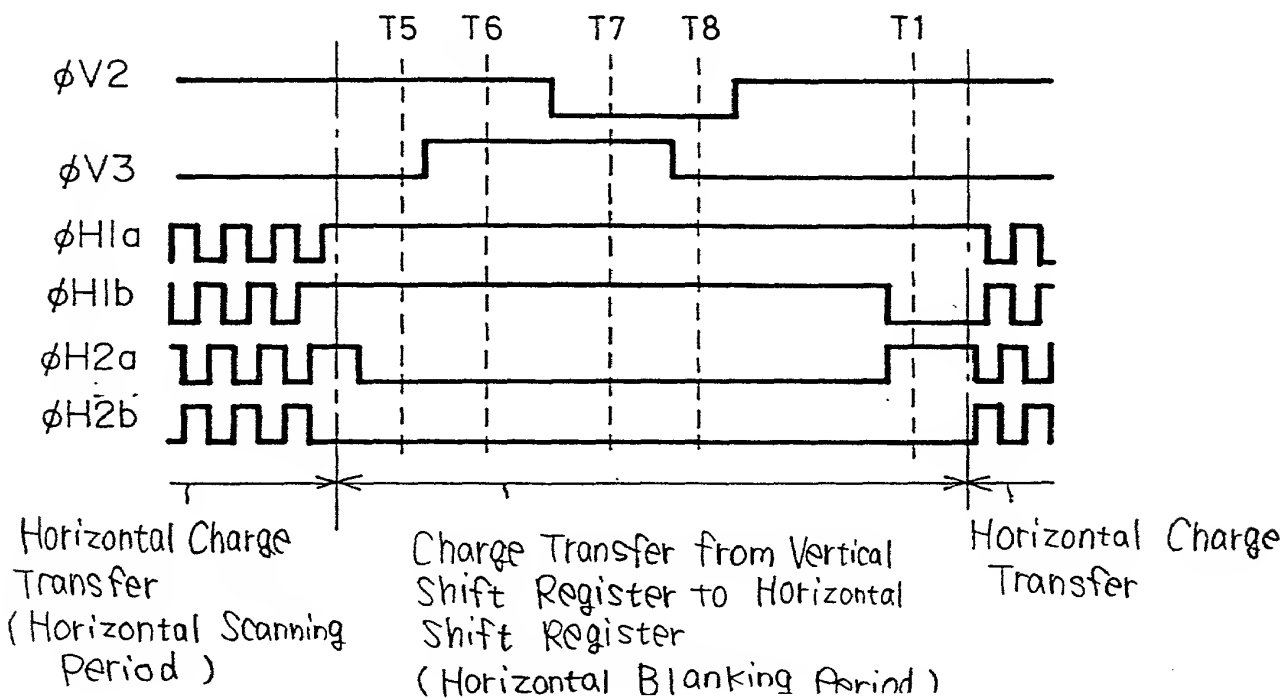 T5 T6 T7 T8 T1
φV2
φV3
φH1a
φH1b
φH2a
φH2b
Horizontal Charge
Transfer
(Horizontal Scanning
Period)
Charge Transfer from Vertical
Shift Register to Horizontal
Shift Register
(Horizontal Blanking Period)
Horizontal Charge
Transfer